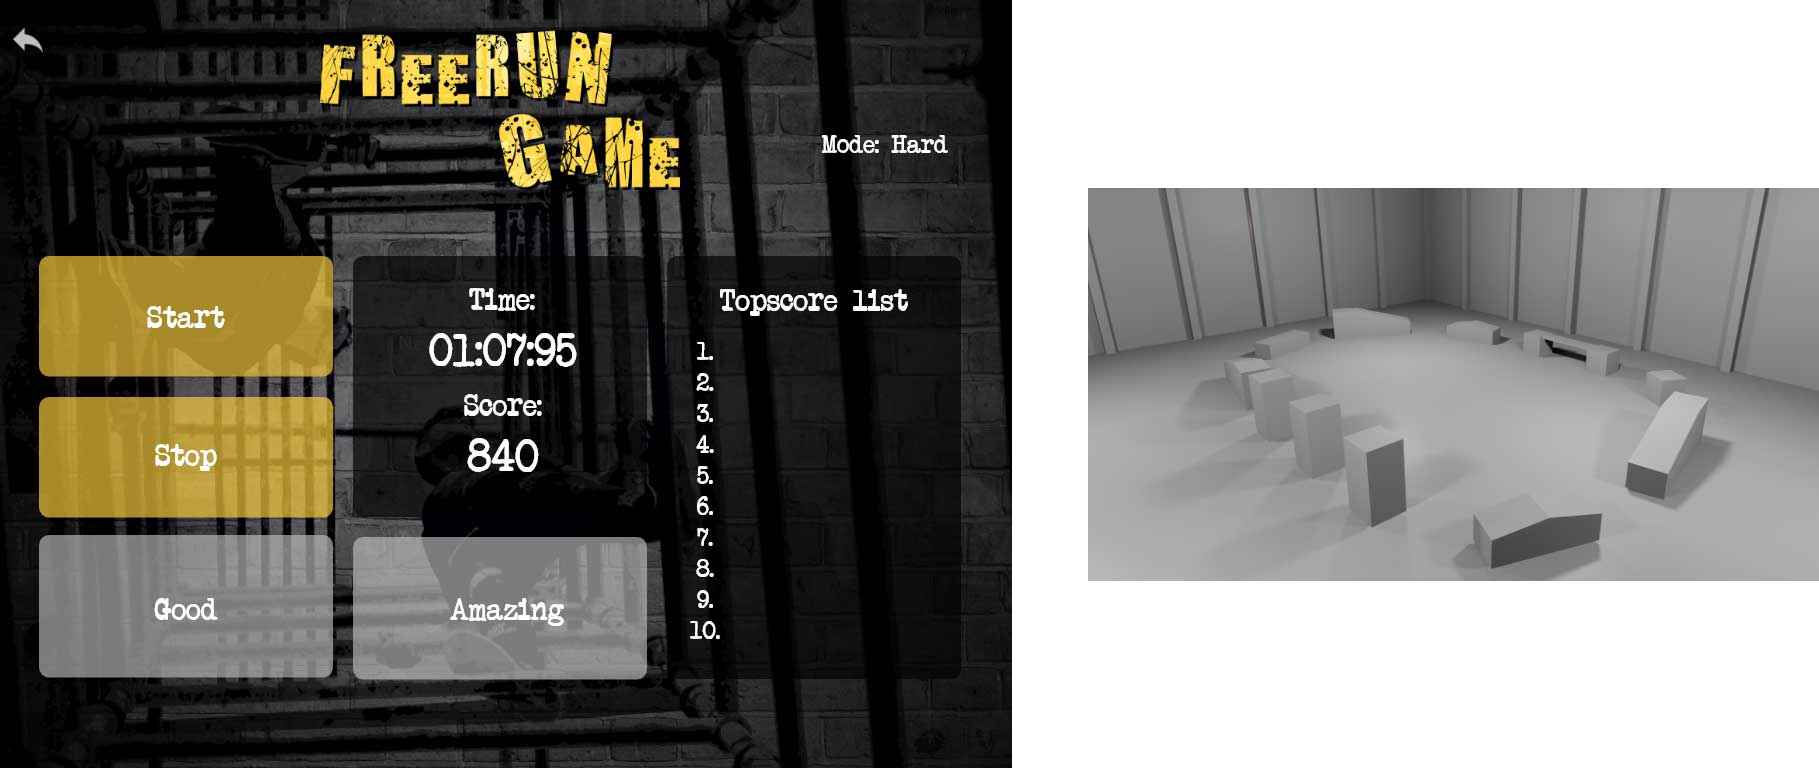 FREERUN
GAME
Mode: Hard
Start
Stop
Good
Time:
01:07:95
Score:
840
Amazing
Topscore list
1.
2.
3.
4.
5.
6.
7.
8.
9.
10.